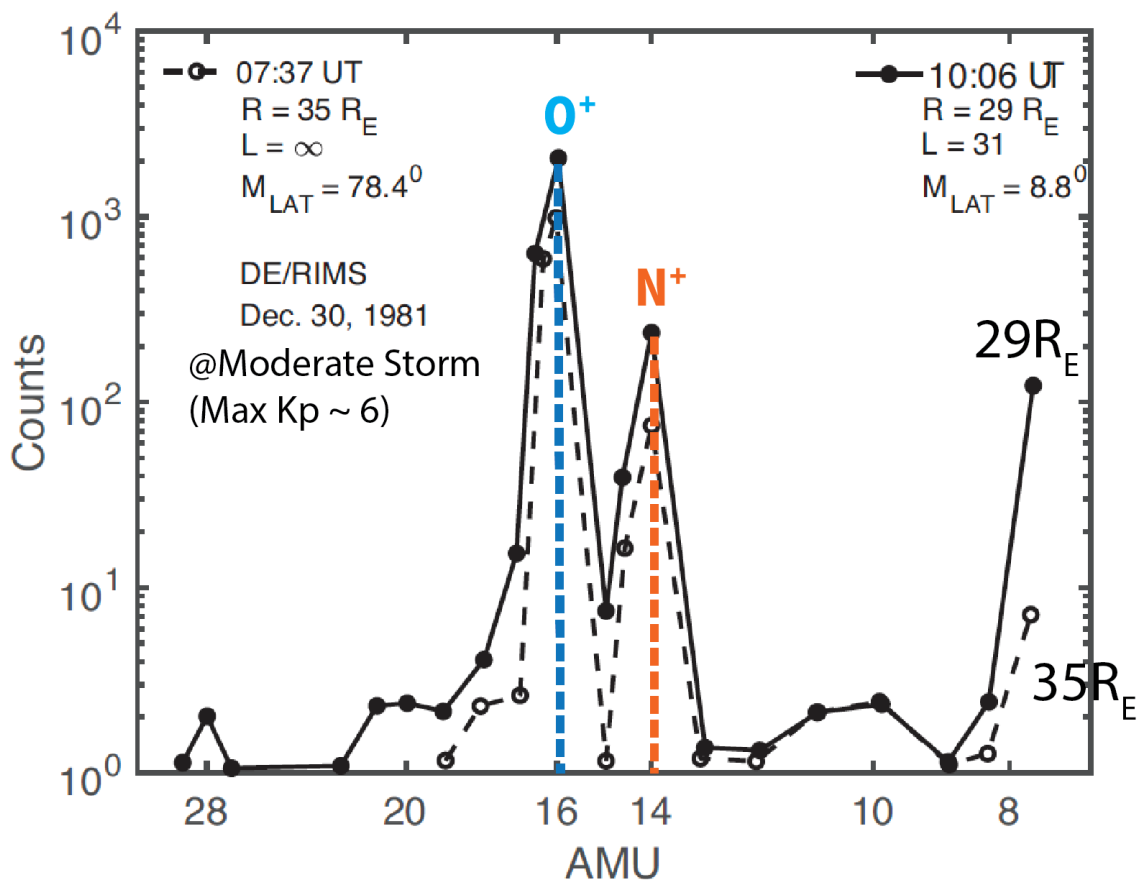 10^4
10^3
10^2
10^1
10^0
Counts
07:37 UT
R = 35 R_E
L = ∞
M_LAT = 78.4^0
DE/RIMS
Dec. 30, 1981
@Moderate Storm
(Max Kp ~ 6)
O^+
N^+
10:06 UT
R = 29 R_E
L = 31
M_LAT = 8.8^0
29R_E
35R_E
28 20 16 14 10 8
AMU